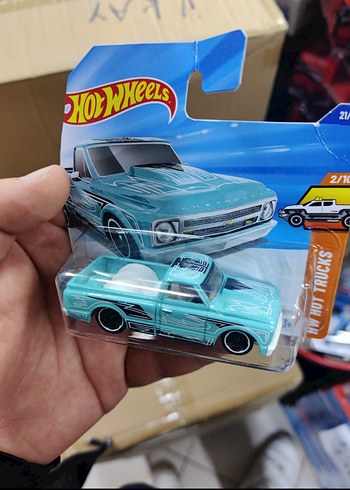 HOT WHEELS
21/
2/10
HW HOT TRUCKS